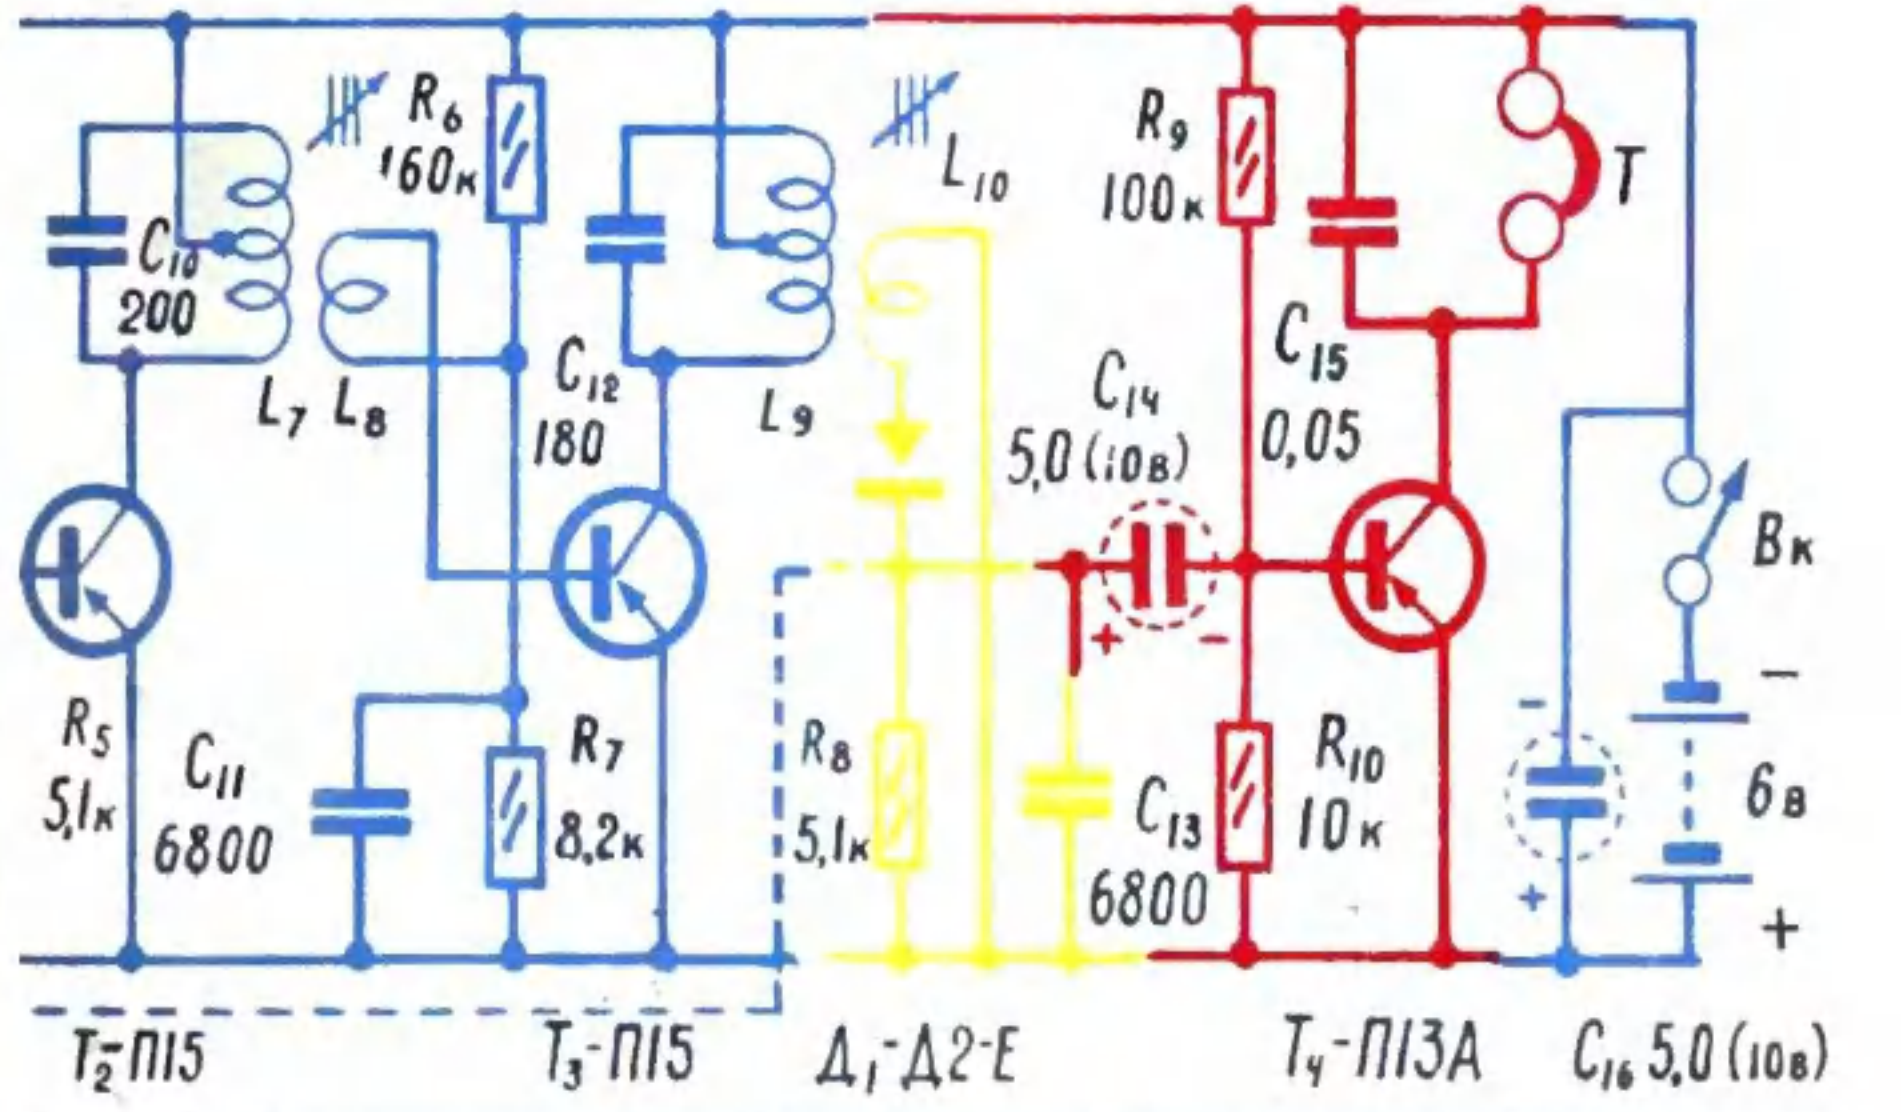 R₆
160к
C₁₀
200
L₇ L₈
C₁₂
180
L₉
L₁₀
R₉
100к
T
C₁₄
5,0 (10в)
C₁₅
0,05
Вк
+ -
−
6в
+
-
+
R₅
5,1к
C₁₁
6800
R₇
8,2к
R₈
5,1к
C₁₃
6800
R₁₀
10к
T₂-П15
T₃-П15
Д₁-Д2-Е
T₄-П13А
C₁₆ 5,0 (10в)